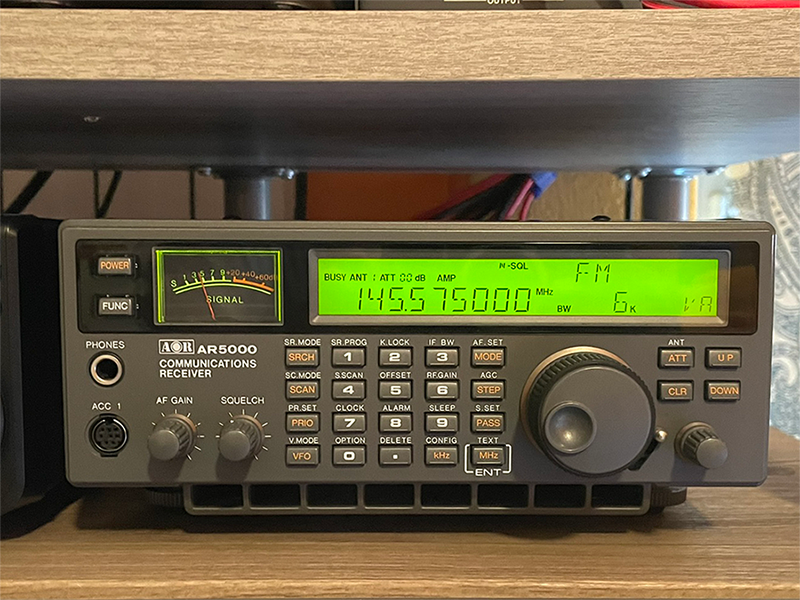 OUTPUT
POWER
FUNC
S 1 3 5 7 9 +20 +40 +60dB
SIGNAL
BUSY ANT 1 ATT 00 dB AMP
N-SQL
FM
145.575000 MHz
BW 6K
VA
AOR AR5000
COMMUNICATIONS
RECEIVER
PHONES
ACC 1
AF GAIN
SQUELCH
SR.MODE SR.PROG K.LOCK IF BW AF.SET
SRCH 1 2 3 MODE
SC.MODE S.SCAN OFFSET RF.GAIN AGC
SCAN 4 5 6 STEP
PR.SET CLOCK ALARM SLEEP S.SET
PRIO 7 8 9 PASS
V.MODE OPTION DELETE CONFIG TEXT
VFO 0 . kHz MHz
ENT
ANT
ATT UP
CLR DOWN